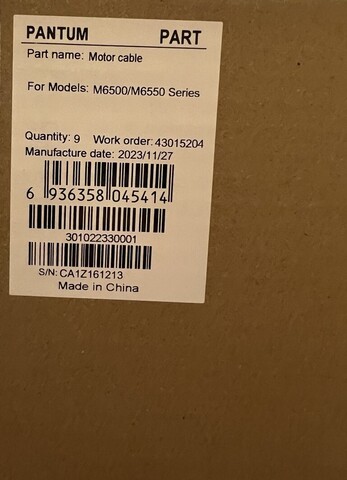 PANTUM PART
Part name: Motor cable
For Models: M6500/M6550 Series
Quantity: 9 Work order: 43015204
Manufacture date: 2023/11/27
6 936358 045414
301022330001
S/N: CA1Z161213
Made in China